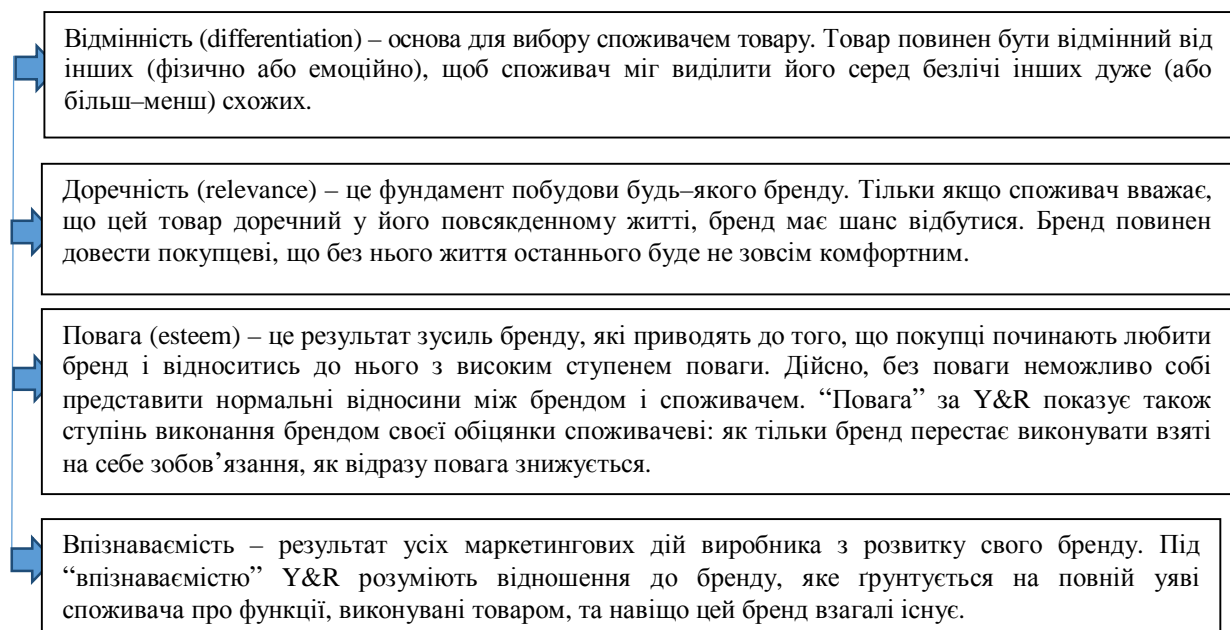 Відмінність (differentiation) – основа для вибору споживачем товару. Товар повинен бути відмінний від
інших (фізично або емоційно), щоб споживач міг виділити його серед безлічі інших дуже (або
більш–менш) схожих.
Доречність (relevance) – це фундамент побудови будь–якого бренду. Тільки якщо споживач вважає,
що цей товар доречний у його повсякденному житті, бренд має шанс відбутися. Бренд повинен
довести покупцеві, що без нього життя останнього буде не зовсім комфортним.
Повага (esteem) – це результат зусиль бренду, які приводять до того, що покупці починають любити
бренд і відноситись до нього з високим ступенем поваги. Дійсно, без поваги неможливо собі
представити нормальні відносини між брендом і споживачем. “Повага” за Y&R показує також
ступінь виконання брендом своєї обіцянки споживачеві: як тільки бренд перестає виконувати взяті
на себе зобов’язання, як відразу повага знижується.
Впізнаваємість – результат усіх маркетингових дій виробника з розвитку свого бренду. Під
“впізнаваємістю” Y&R розуміють відношення до бренду, яке ґрунтується на повній уяві
споживача про функції, виконувані товаром, та навіщо цей бренд взагалі існує.